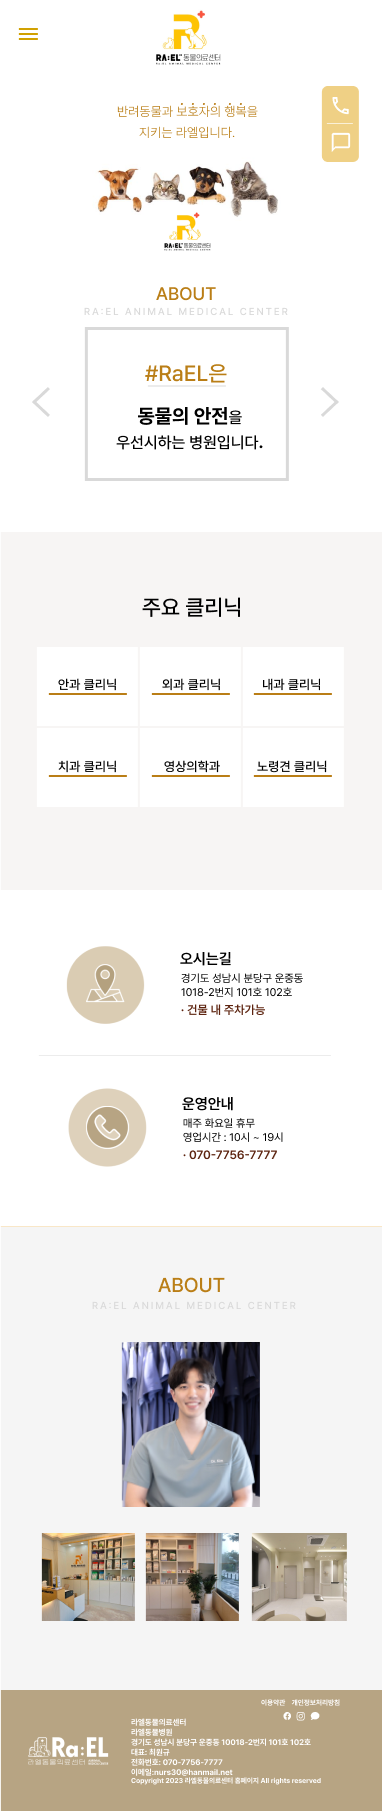 RA:EL 동물의료센터
RA:EL ANIMAL MEDICAL CENTER
반려동물과 보호자의 행복을
지키는 라엘입니다.
RA:EL 동물의료센터
ABOUT
RA:EL ANIMAL MEDICAL CENTER
#RaEL은
동물의 안전을
우선시하는 병원입니다.
주요 클리닉
안과 클리닉
외과 클리닉
내과 클리닉
치과 클리닉
영상의학과
노령견 클리닉
오시는길
경기도 성남시 분당구 운중동
1018-2번지 101호 102호
· 건물 내 주차가능
운영안내
매주 화요일 휴무
영업시간 : 10시 ~ 19시
· 070-7756-7777
ABOUT
RA:EL ANIMAL MEDICAL CENTER
이용약관 개인정보처리방침
라엘동물의료센터
라엘동물병원
경기도 성남시 분당구 운중동 10018-2번지 101호 102호
대표: 최원규
전화번호: 070-7756-7777
이메일:nurs30@hanmail.net
Copyright 2023 라엘동물의료센터 홈페이지 All rights reserved
Ra:EL
라엘동물의료센터